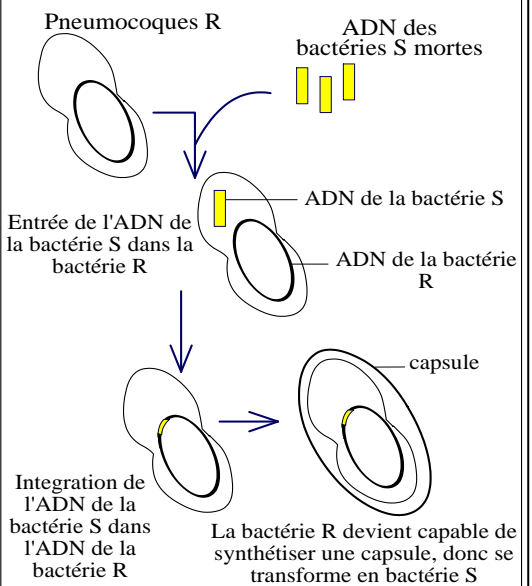 Pneumocoques R
ADN des
bactéries S mortes
ADN de la bactérie S
Entrée de l'ADN de
la bactérie S dans la
bactérie R
ADN de la bactérie
R
capsule
Integration de
l'ADN de la
bactérie S dans
l'ADN de la
bactérie R
La bactérie R devient capable de
synthétiser une capsule, donc se
transforme en bactérie S